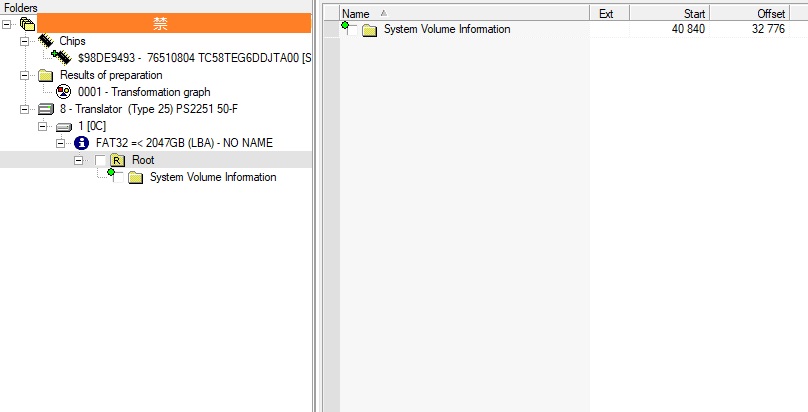 Folders
禁
Chips
$98DE9493 - 76510804 TC58TEG6DDJTA00 [S
Results of preparation
0001 - Transformation graph
8 - Translator (Type 25) PS2251 50-F
1 [0C]
FAT32 =< 2047GB (LBA) - NO NAME
R Root
System Volume Information
Name Ext Start Offset
System Volume Information 40 840 32 776